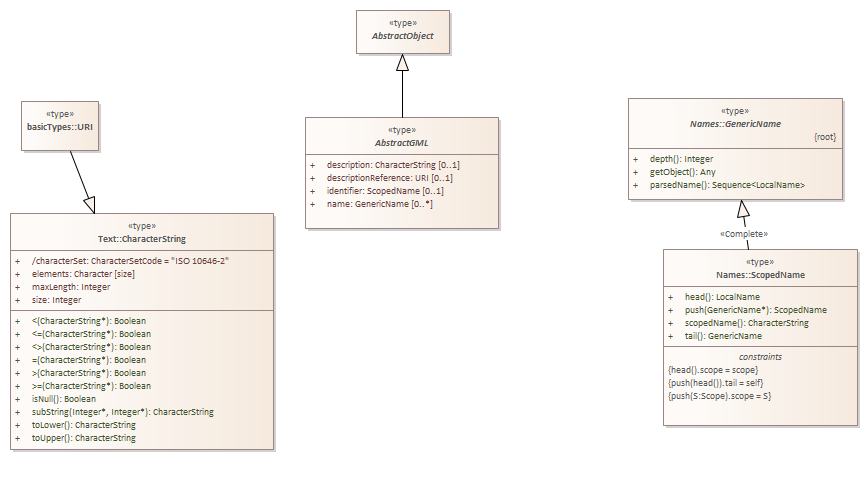 «type»
AbstractObject
«type»
basicTypes::URI
«type»
AbstractGML
+ description: CharacterString [0..1]
+ descriptionReference: URI [0..1]
+ identifier: ScopedName [0..1]
+ name: GenericName [0..*]
«type»
Names::GenericName
{root}
+ depth(): Integer
+ getObject(): Any
+ parsedName(): Sequence<LocalName>
«Complete»
«type»
Text::CharacterString
+ /characterSet: CharacterSetCode = "ISO 10646-2"
+ elements: Character [size]
+ maxLength: Integer
+ size: Integer
+ <(CharacterString*): Boolean
+ <=(CharacterString*): Boolean
+ <>(CharacterString*): Boolean
+ =(CharacterString*): Boolean
+ >(CharacterString*): Boolean
+ >=(CharacterString*): Boolean
+ isNull(): Boolean
+ subString(Integer*, Integer*): CharacterString
+ toLower(): CharacterString
+ toUpper(): CharacterString
«type»
Names::ScopedName
+ head(): LocalName
+ push(GenericName*): ScopedName
+ scopedName(): CharacterString
+ tail(): GenericName
constraints
{head().scope = scope}
{push(head()).tail = self}
{push(S:Scope).scope = S}